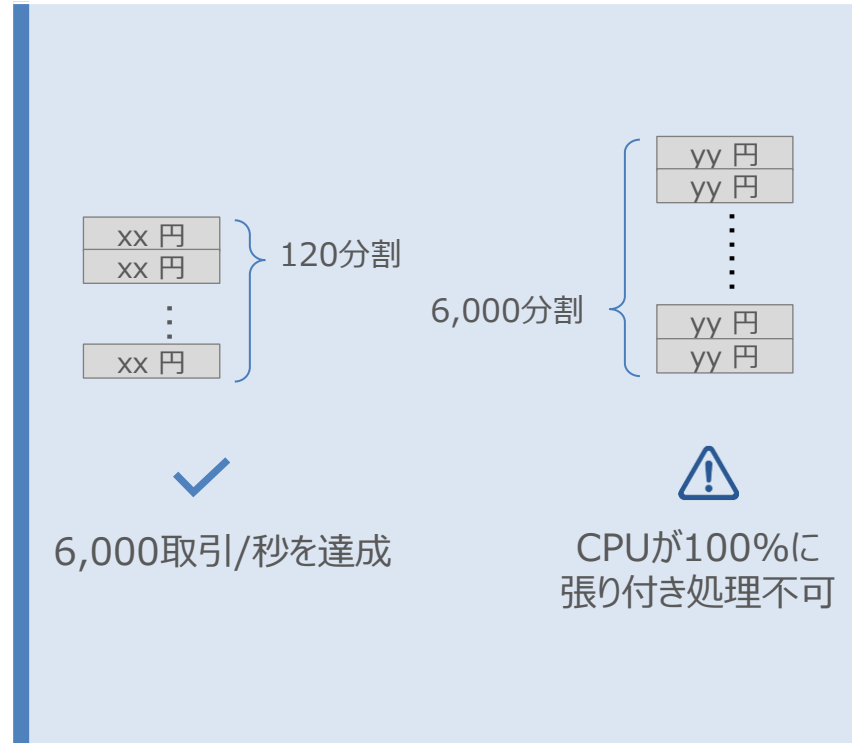 xx 円
xx 円
xx 円
120分割
6,000取引/秒を達成
yy 円
yy 円
yy 円
yy 円
6,000分割
CPUが100%に
張り付き処理不可